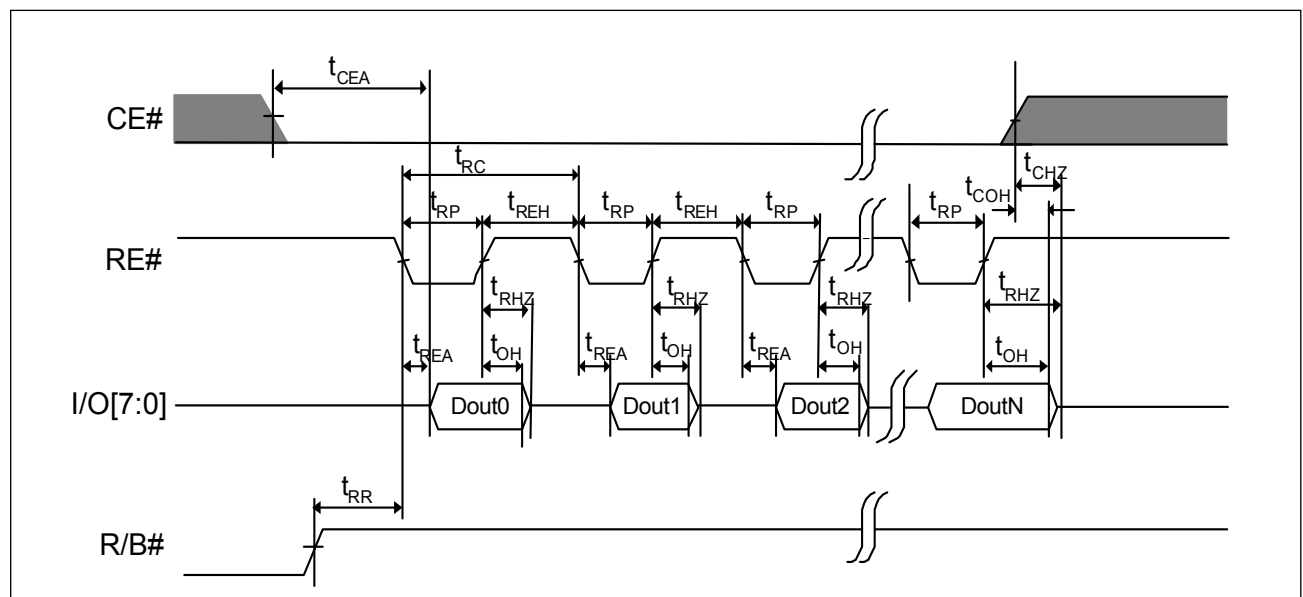 tCEA
CE#
tRC
tCHZ
tCOH
tRP tREH tRP tREH tRP tRP
RE#
tRHZ tRHZ tRHZ tRHZ
tREA tOH tREA tOH tREA tOH tOH
I/O[7:0] Dout0 Dout1 Dout2 DoutN
tRR
R/B#